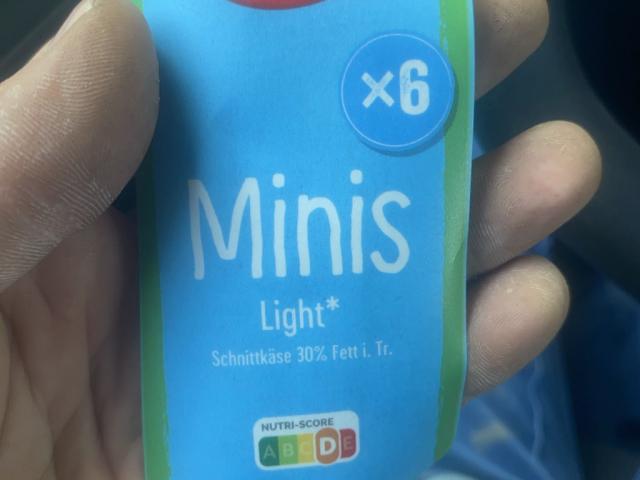 ×6
Minis
Light*
Schnittkäse 30% Fett i. Tr.
NUTRI-SCORE
A B C D E